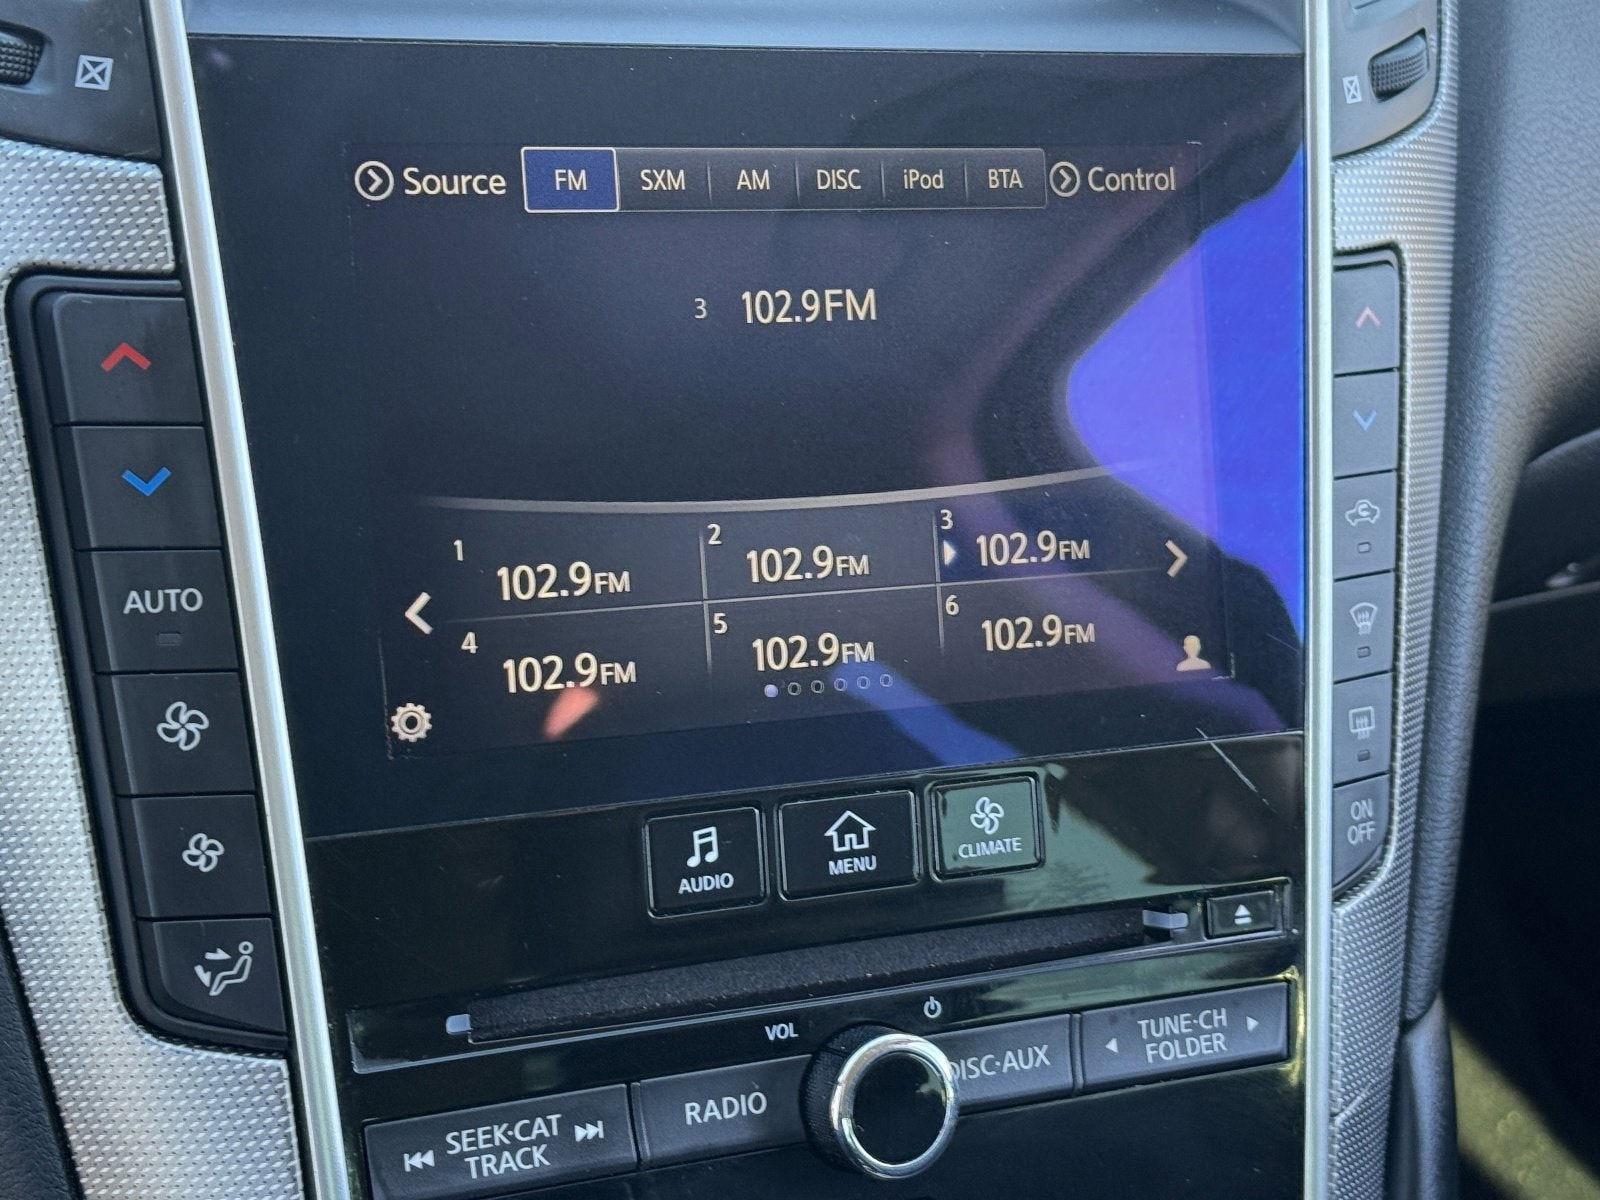 Source FM SXM AM DISC iPod BTA Control
3 102.9FM
1 102.9FM 2 102.9FM 3 102.9FM
4 102.9FM 5 102.9FM 6 102.9FM
AUTO
ON
OFF
AUDIO MENU CLIMATE
VOL
SEEK·CAT
TRACK
RADIO
DISC·AUX
TUNE·CH
FOLDER